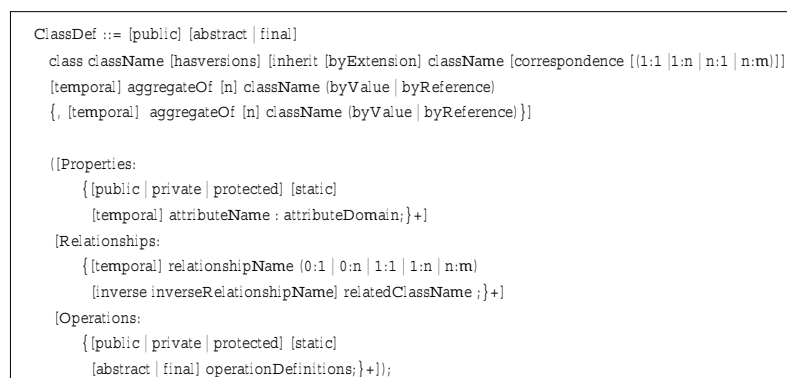 ClassDef ::= [public] [abstract | final]
class className [hasversions] [inherit [byExtension] className [correspondence [(1:1 |1:n | n:1 | n:m)]]
[temporal] aggregateOf [n] className (byValue | byReference)
{, [temporal] aggregateOf [n] className (byValue | byReference)}]
([Properties:
{[public | private | protected] [static]
[temporal] attributeName : attributeDomain;}+]
[Relationships:
{[temporal] relationshipName (0:1 | 0:n | 1:1 | 1:n | n:m)
[inverse inverseRelationshipName] relatedClassName ;}+]
[Operations:
{[public | private | protected] [static]
[abstract | final] operationDefinitions;}+]);